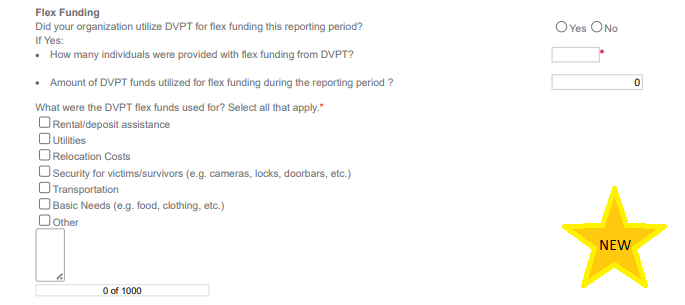 Flex Funding
Did your organization utilize DVPT for flex funding this reporting period?
Yes No
If Yes:
• How many individuals were provided with flex funding from DVPT?
*
• Amount of DVPT funds utilized for flex funding during the reporting period ?
0
What were the DVPT flex funds used for? Select all that apply.*
Rental/deposit assistance
Utilities
Relocation Costs
Security for victims/survivors (e.g. cameras, locks, doorbars, etc.)
Transportation
Basic Needs (e.g. food, clothing, etc.)
Other
NEW
0 of 1000